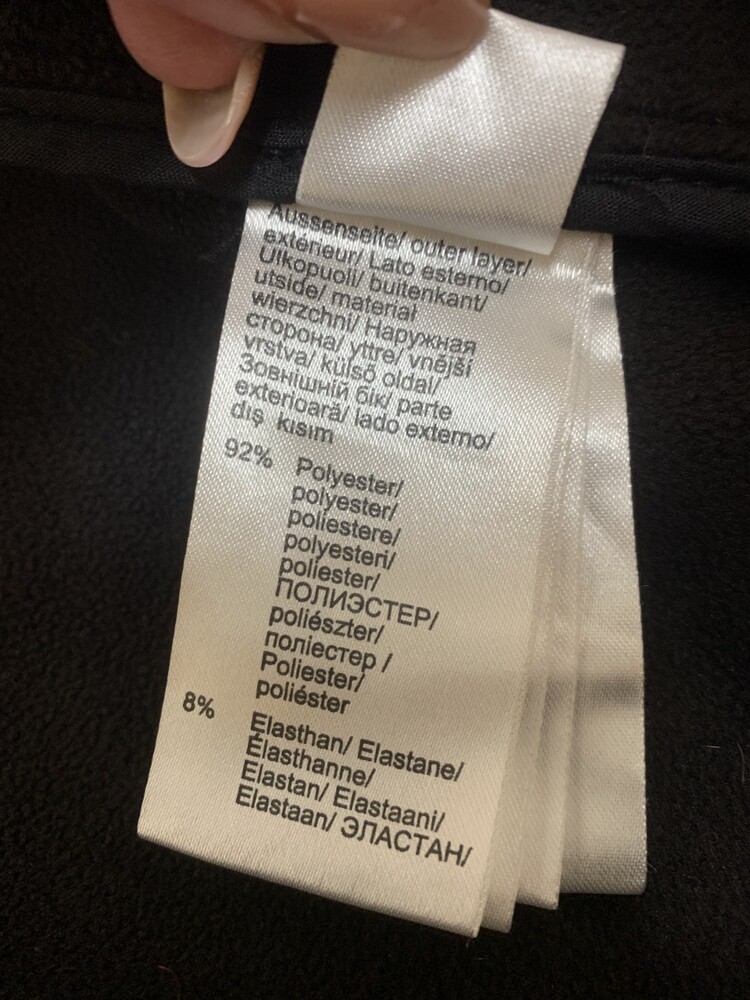 Aussenseite/ outer layer/
extérieur/ Lato esterno/
Ulkopuoli/ buitenkant/
utside/ materiał
wierzchni/ Наружная
сторона/ yttre/ vnější
vrstva/ külső oldal/
Зовнішній бік/ parte
exterioară/ lado externo/
dış kısım
92% Polyester/
polyester/
poliestere/
polyesteri/
poliester/
ПОЛИЭСТЕР/
poliészter/
поліестер /
Poliester/
poliéster
8% Elasthan/ Elastane/
Élasthanne/
Elastan/ Elastaani/
Elastaan/ ЭЛАСТАН/